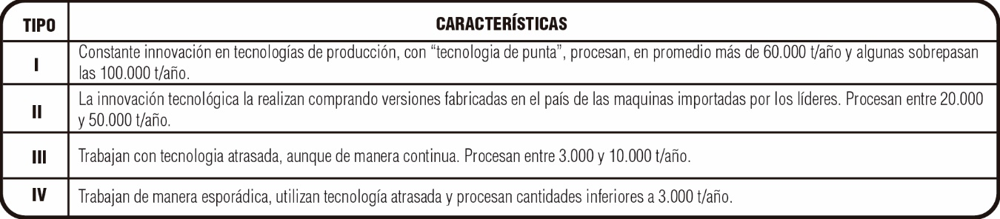 TIPO CARACTERÍSTICAS
I Constante innovación en tecnologías de producción, con “tecnologia de punta”, procesan, en promedio más de 60.000 t/año y algunas sobrepasan
las 100.000 t/año.
II La innovación tecnológica la realizan comprando versiones fabricadas en el país de las maquinas importadas por los líderes. Procesan entre 20.000
y 50.000 t/año.
III Trabajan con tecnologia atrasada, aunque de manera continua. Procesan entre 3.000 y 10.000 t/año.
IV Trabajan de manera esporádica, utilizan tecnología atrasada y procesan cantidades inferiores a 3.000 t/año.